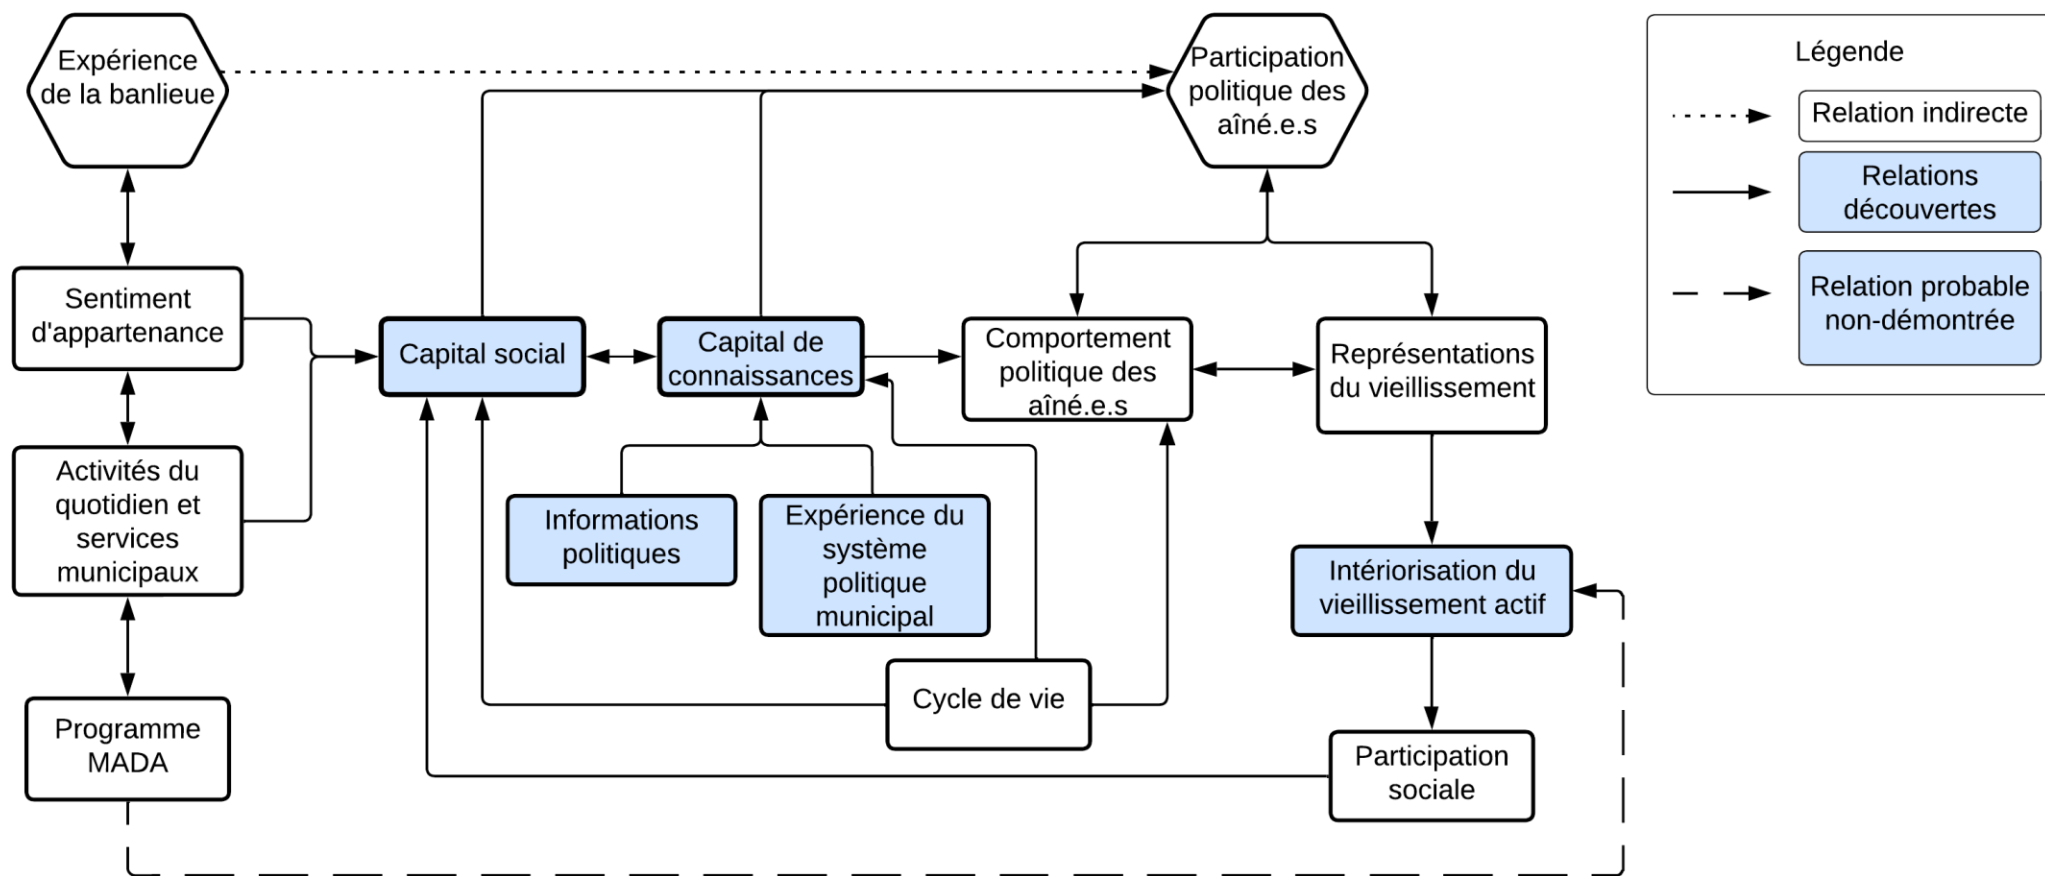 Expérience
de la banlieue
Participation
politique des
aîné.e.s
Légende
Relation indirecte
Relations
découvertes
Relation probable
non-démontrée
Sentiment
d'appartenance
Capital social
Capital de
connaissances
Comportement
politique des
aîné.e.s
Représentations
du vieillissement
Activités du
quotidien et
services
municipaux
Informations
politiques
Expérience du
système
politique
municipal
Intériorisation du
vieillissement actif
Cycle de vie
Programme
MADA
Participation
sociale